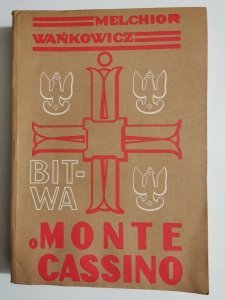 MELCHIOR
WAŃKOWICZ
BIT-
WA
O MONTE
CASSINO